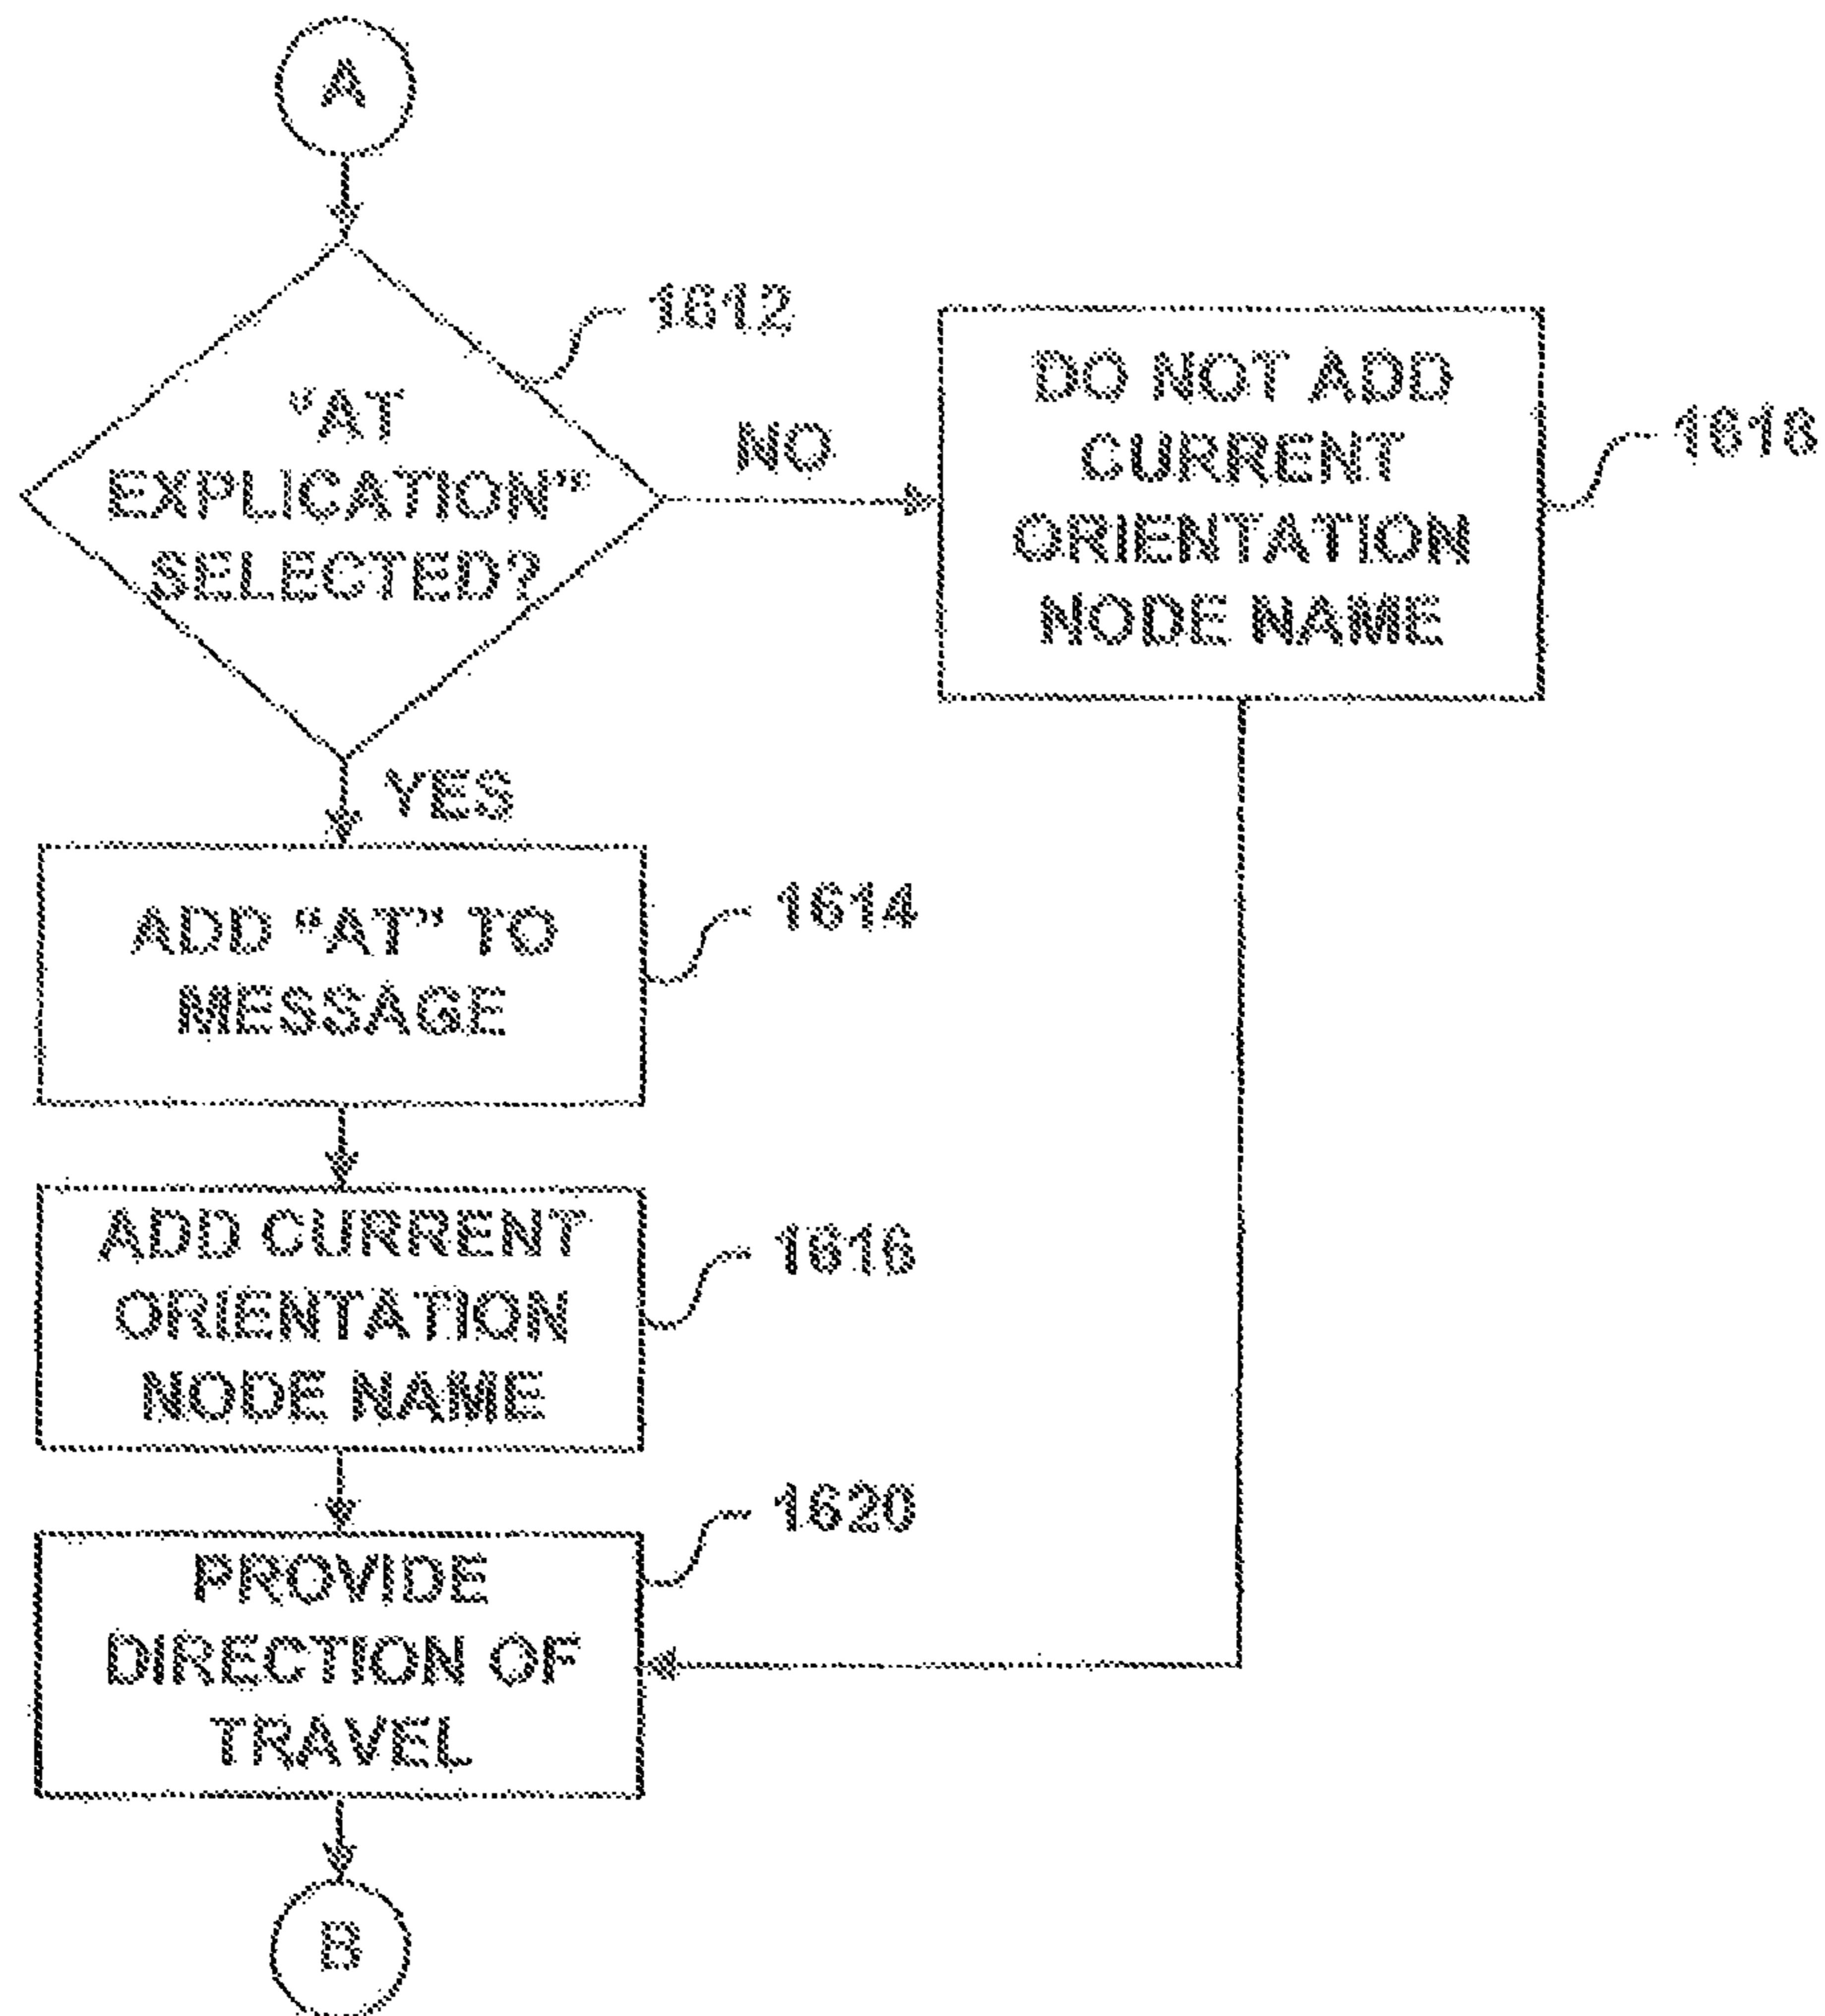 A
"AT
EXPLICATION"
SELECTED?
1612
NO
DO NOT ADD
CURRENT
ORIENTATION
NODE NAME
1618
YES
ADD "AT" TO
MESSAGE
1614
ADD CURRENT
ORIENTATION
NODE NAME
1616
PROVIDE
DIRECTION OF
TRAVEL
1620
B